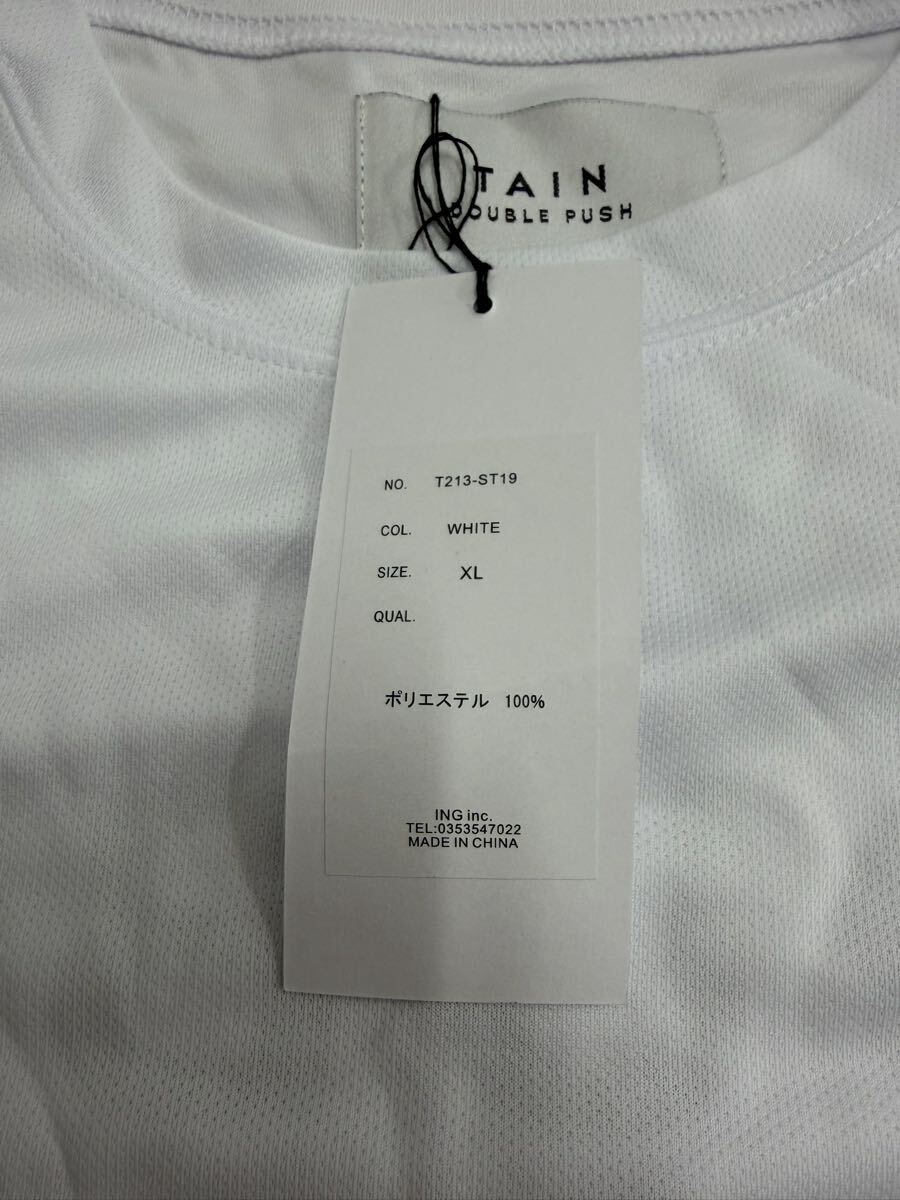 TAIN
DOUBLE PUSH
NO. T213-ST19
COL. WHITE
SIZE. XL
QUAL.
ポリエステル 100%
ING inc.
TEL:0353547022
MADE IN CHINA